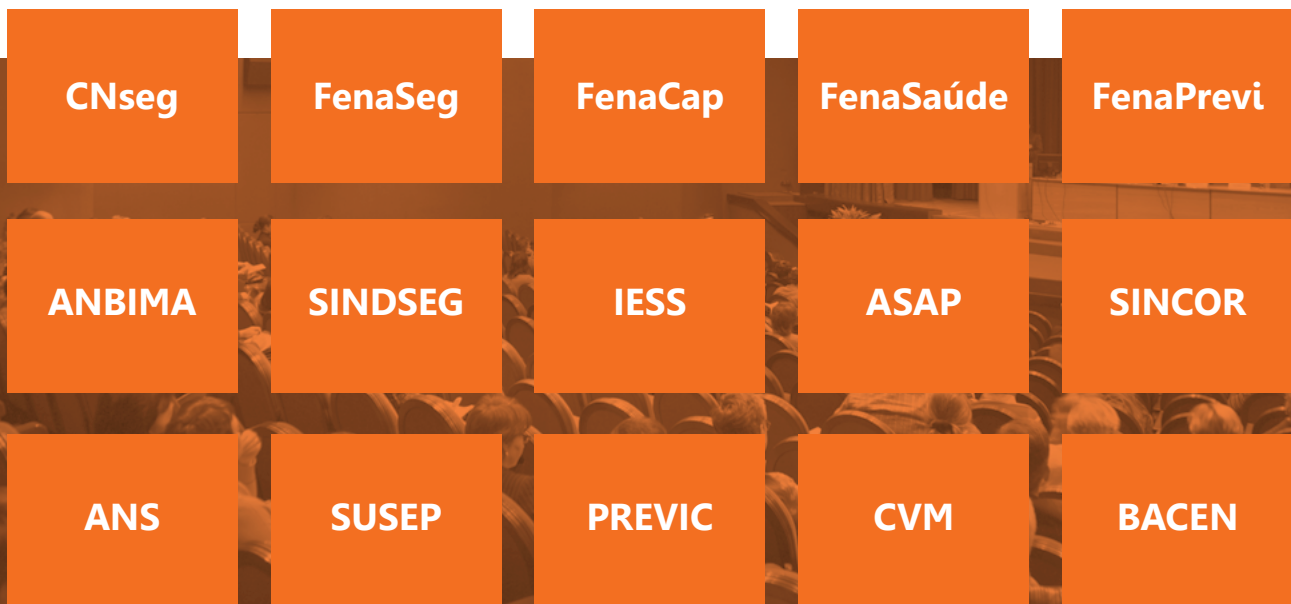 CNseg
FenaSeg
FenaCap
FenaSaúde
FenaPrevi
ANBIMA
SINDSEG
IESS
ASAP
SINCOR
ANS
SUSEP
PREVIC
CVM
BACEN